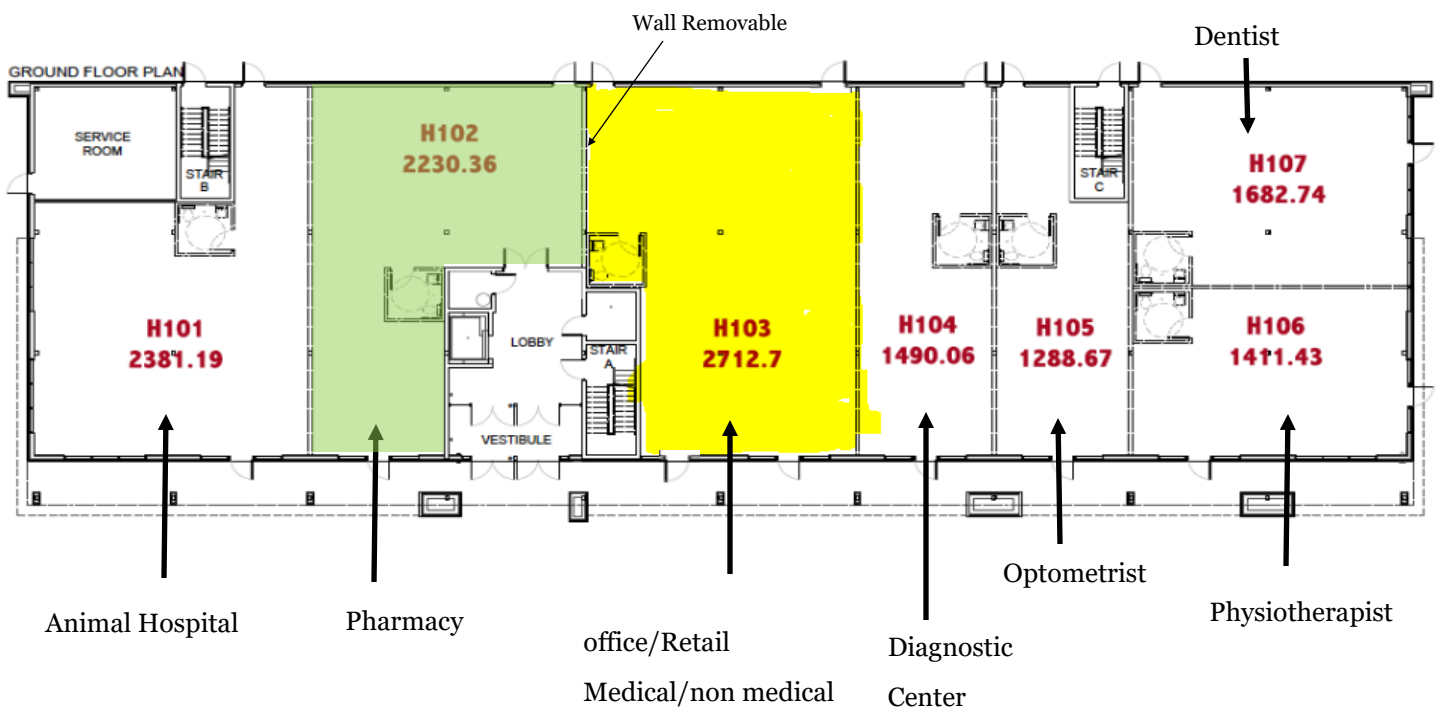 Wall Removable
Dentist
GROUND FLOOR PLAN
SERVICE
ROOM
STAIR
B
H102
2230.36
STAIR
C
H107
1682.74
H101
2381.19
LOBBY
STAIR
A
H103
2712.7
H104
1490.06
H105
1288.67
H106
1411.43
VESTIBULE
Animal Hospital
Pharmacy
office/Retail
Medical/non medical
Diagnostic
Center
Optometrist
Physiotherapist